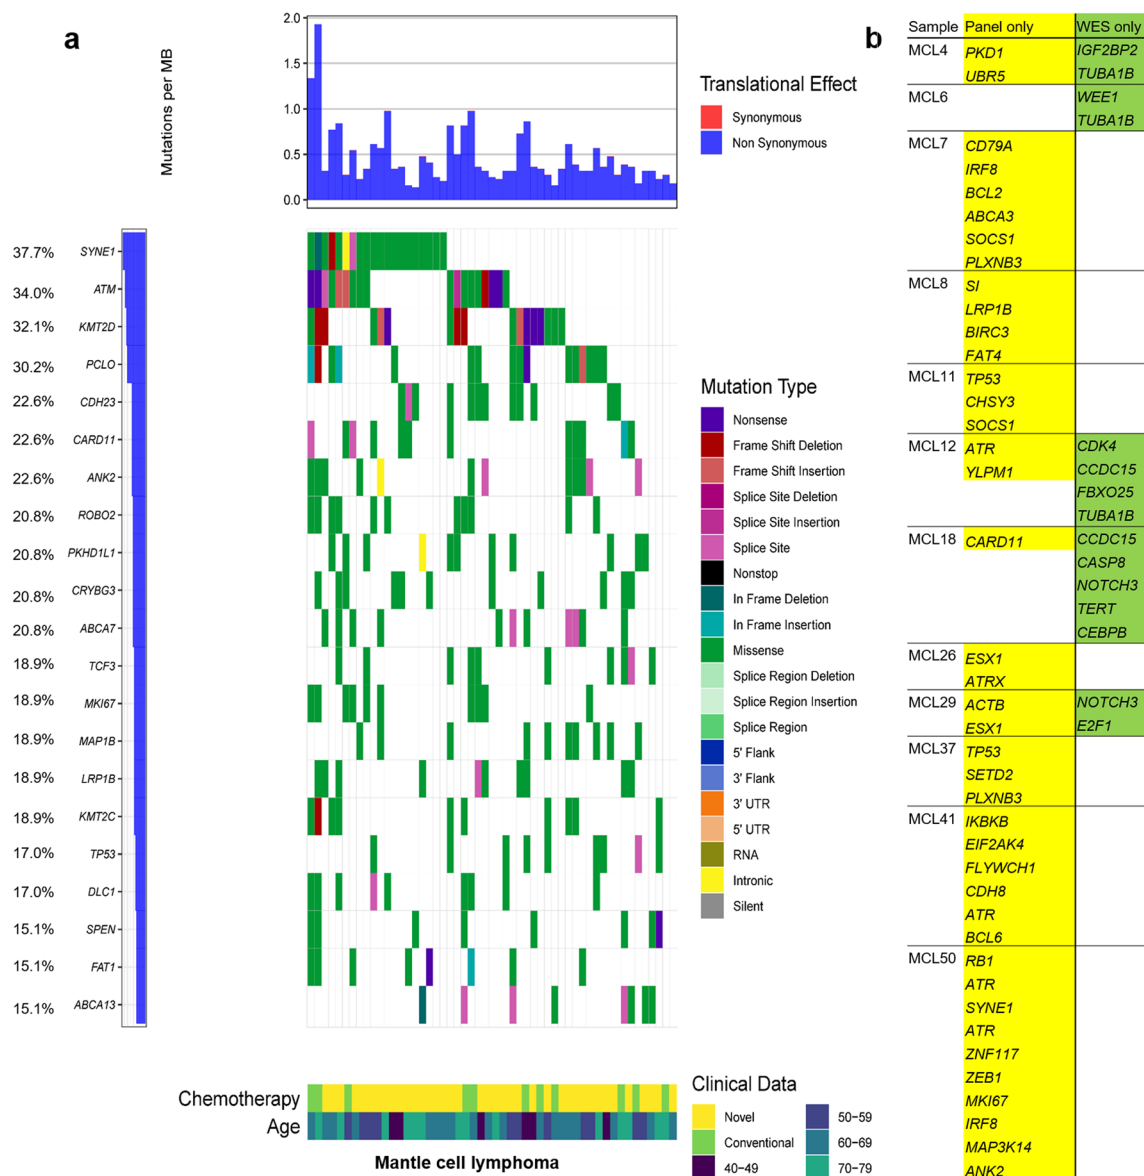 a
Mutations per MB
2.0
1.5
1.0
0.5
0.0
Translational Effect
Synonymous
Non Synonymous
37.7% SYNE1
34.0% ATM
32.1% KMT2D
30.2% PCLO
22.6% CDH23
22.6% CARD11
22.6% ANK2
20.8% ROBO2
20.8% PKHD1L1
20.8% CRYBG3
20.8% ABCA7
18.9% TCF3
18.9% MKI67
18.9% MAP1B
18.9% LRP1B
18.9% KMT2C
17.0% TP53
17.0% DLC1
15.1% SPEN
15.1% FAT1
15.1% ABCA13
Mutation Type
Nonsense
Frame Shift Deletion
Frame Shift Insertion
Splice Site Deletion
Splice Site Insertion
Splice Site
Nonstop
In Frame Deletion
In Frame Insertion
Missense
Splice Region Deletion
Splice Region Insertion
Splice Region
5' Flank
3' Flank
3' UTR
5' UTR
RNA
Intronic
Silent
Chemotherapy
Age
Mantle cell lymphoma
Clinical Data
Novel 50-59
Conventional 60-69
40-49 70-79
b
Sample Panel only WES only
MCL4 PKD1 IGF2BP2
UBR5 TUBA1B
MCL6 WEE1
TUBA1B
MCL7 CD79A
IRF8
BCL2
ABCA3
SOCS1
PLXNB3
MCL8 SI
LRP1B
BIRC3
FAT4
MCL11 TP53
CHSY3
SOCS1
MCL12 ATR CDK4
YLPM1 CCDC15
FBXO25
TUBA1B
MCL18 CARD11 CCDC15
CASP8
NOTCH3
TERT
CEBPB
MCL26 ESX1
ATRX
MCL29 ACTB NOTCH3
ESX1 E2F1
MCL37 TP53
SETD2
PLXNB3
MCL41 IKBKB
EIF2AK4
FLYWCH1
CDH8
ATR
BCL6
MCL50 RB1
ATR
SYNE1
ATR
ZNF117
ZEB1
MKI67
IRF8
MAP3K14
ANK2